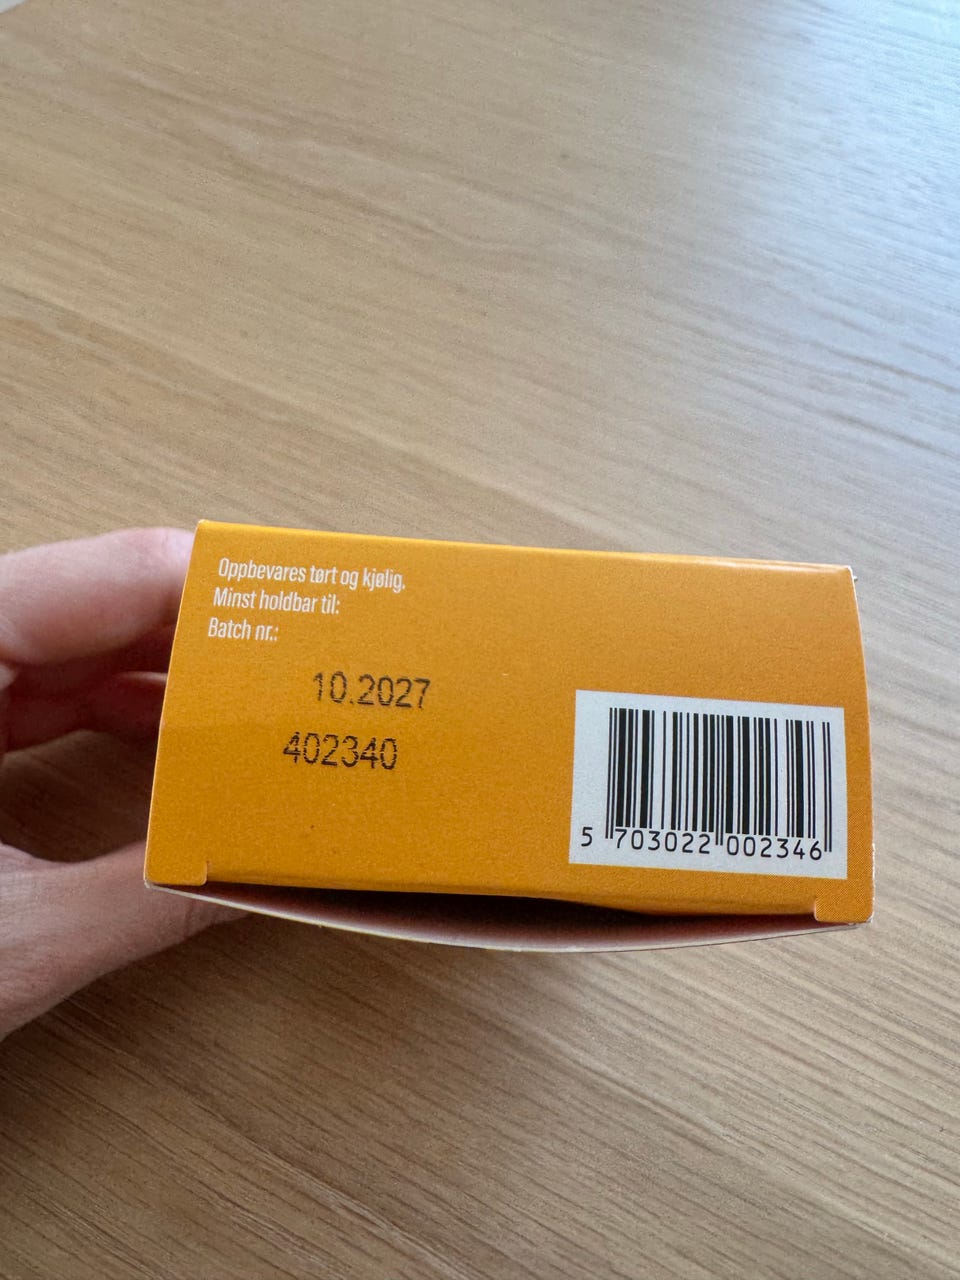 Oppbevares tørt og kjølig.
Minst holdbar til:
Batch nr.:
10.2027
402340
5 703022 002346